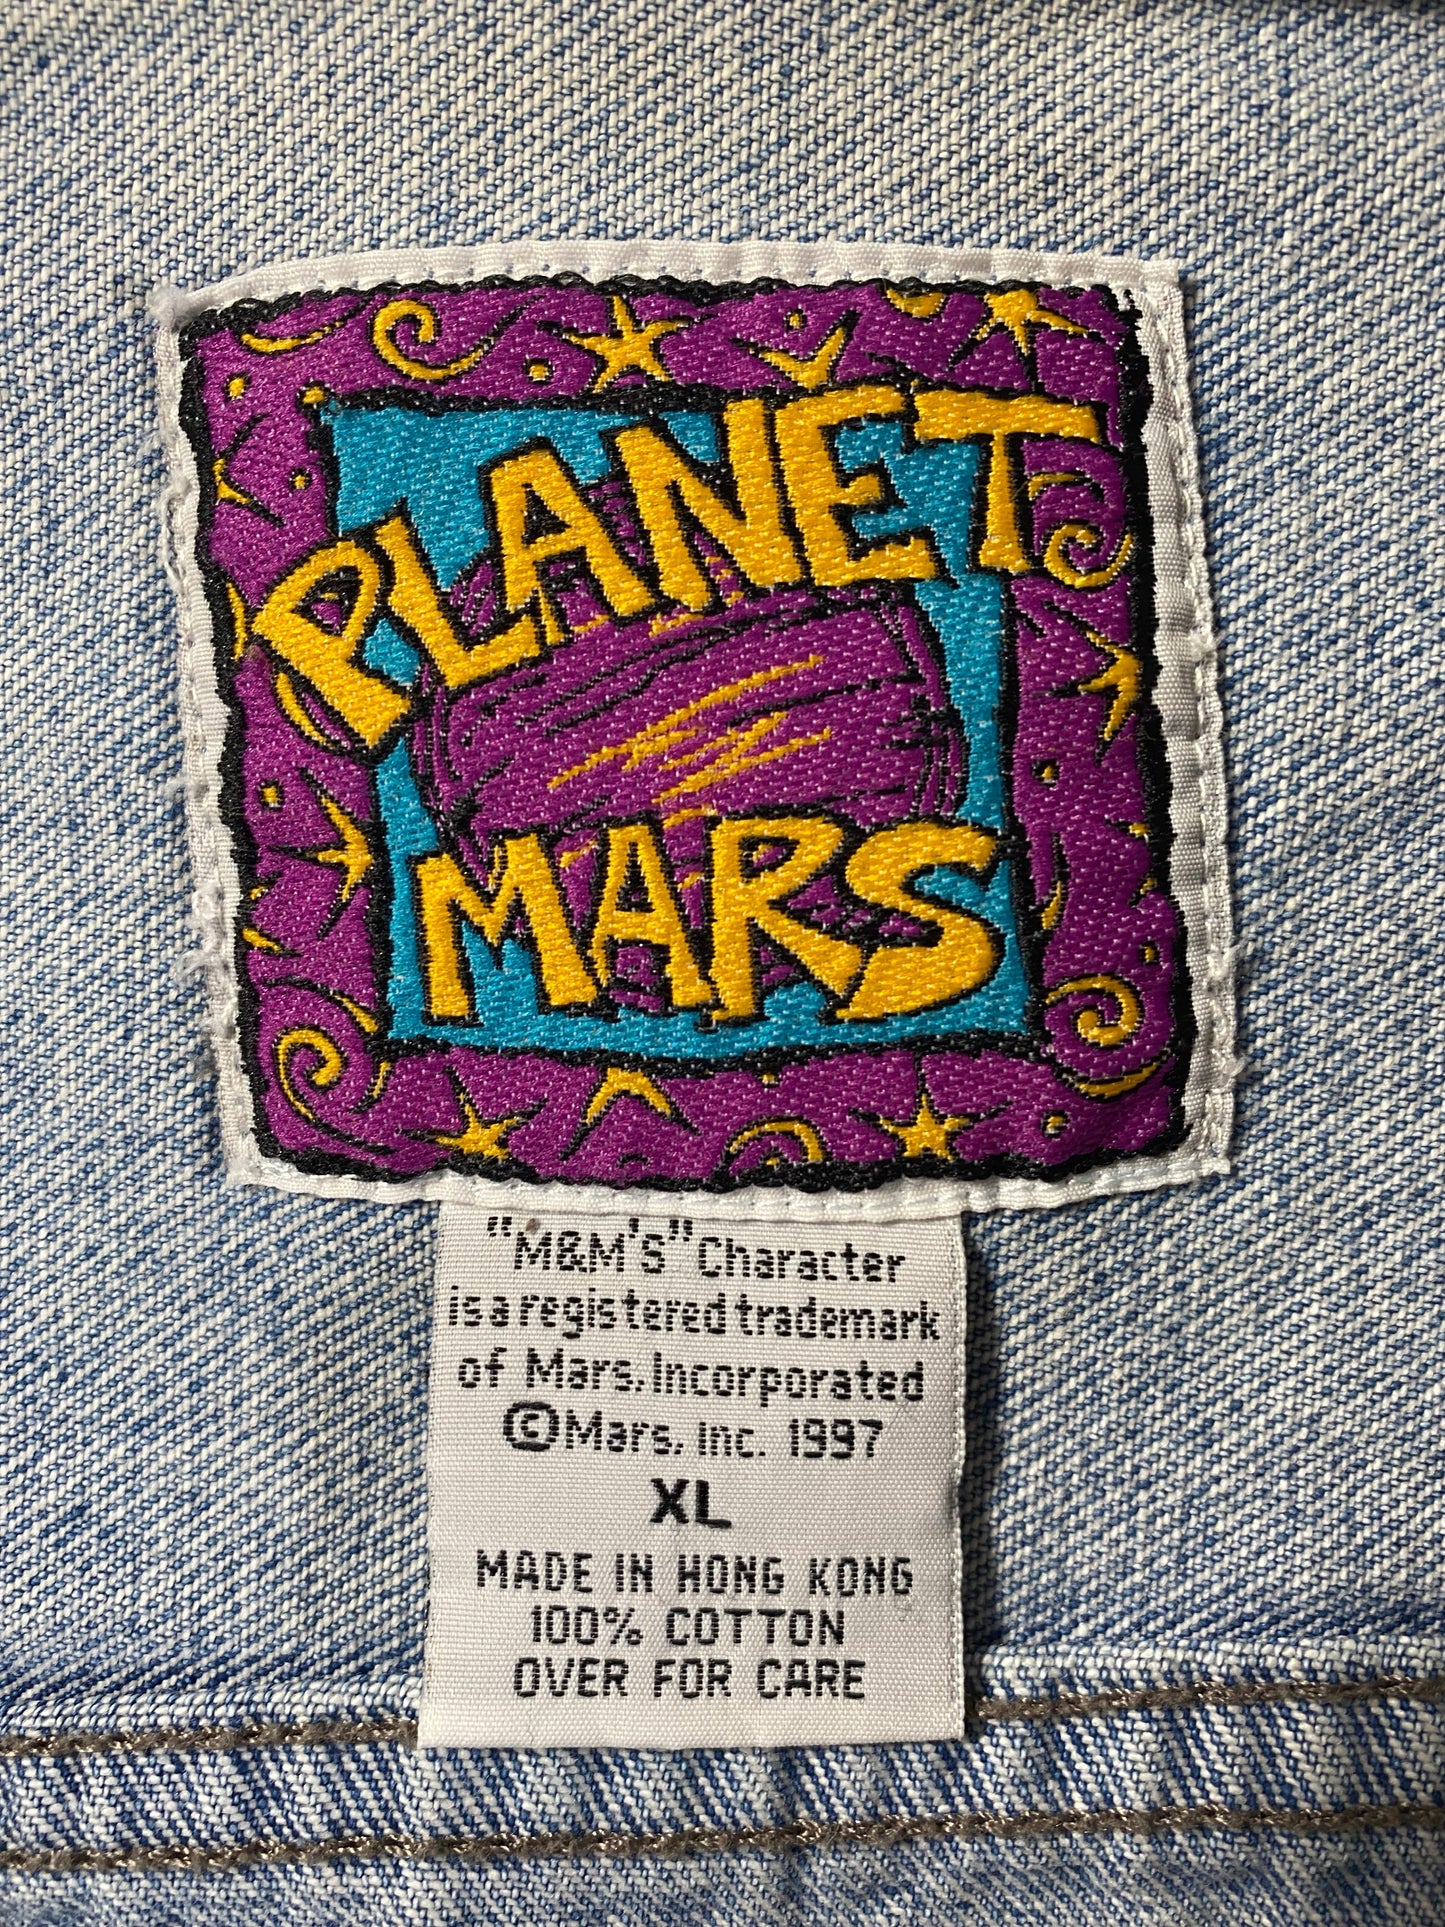 PLANET
MARS
"M&M'S" Character
is a registered trademark
of Mars, Incorporated
©Mars, Inc. 1997
XL
MADE IN HONG KONG
100% COTTON
OVER FOR CARE